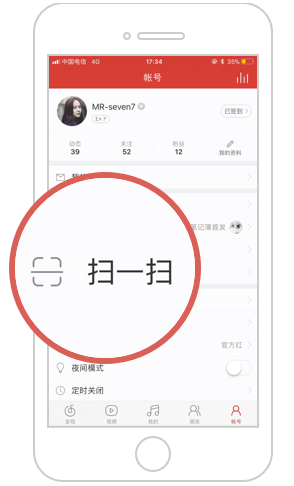 中国电信 4G 17:34 35%
帐号
MR-seven7
Lv.7
已签到
动态 关注 粉丝 我的资料
39 52 12
笔记薄首发
扫一扫
官方红
夜间模式
定时关闭
发现 视频 我的 朋友 帐号